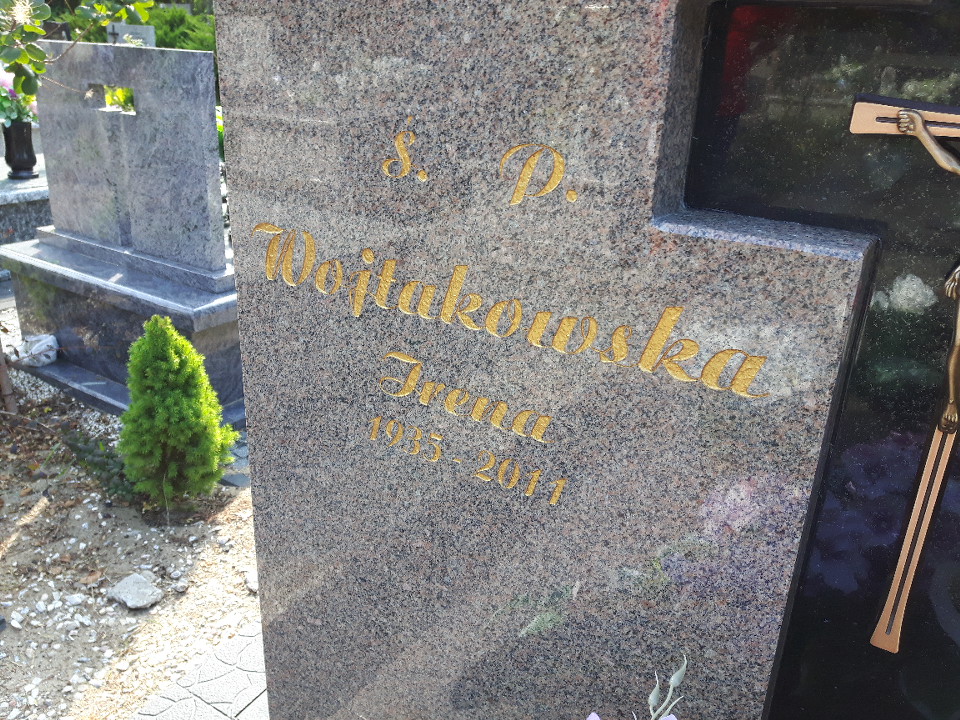 Ś. P.
Wojtakowska
Irena
1935 - 2011